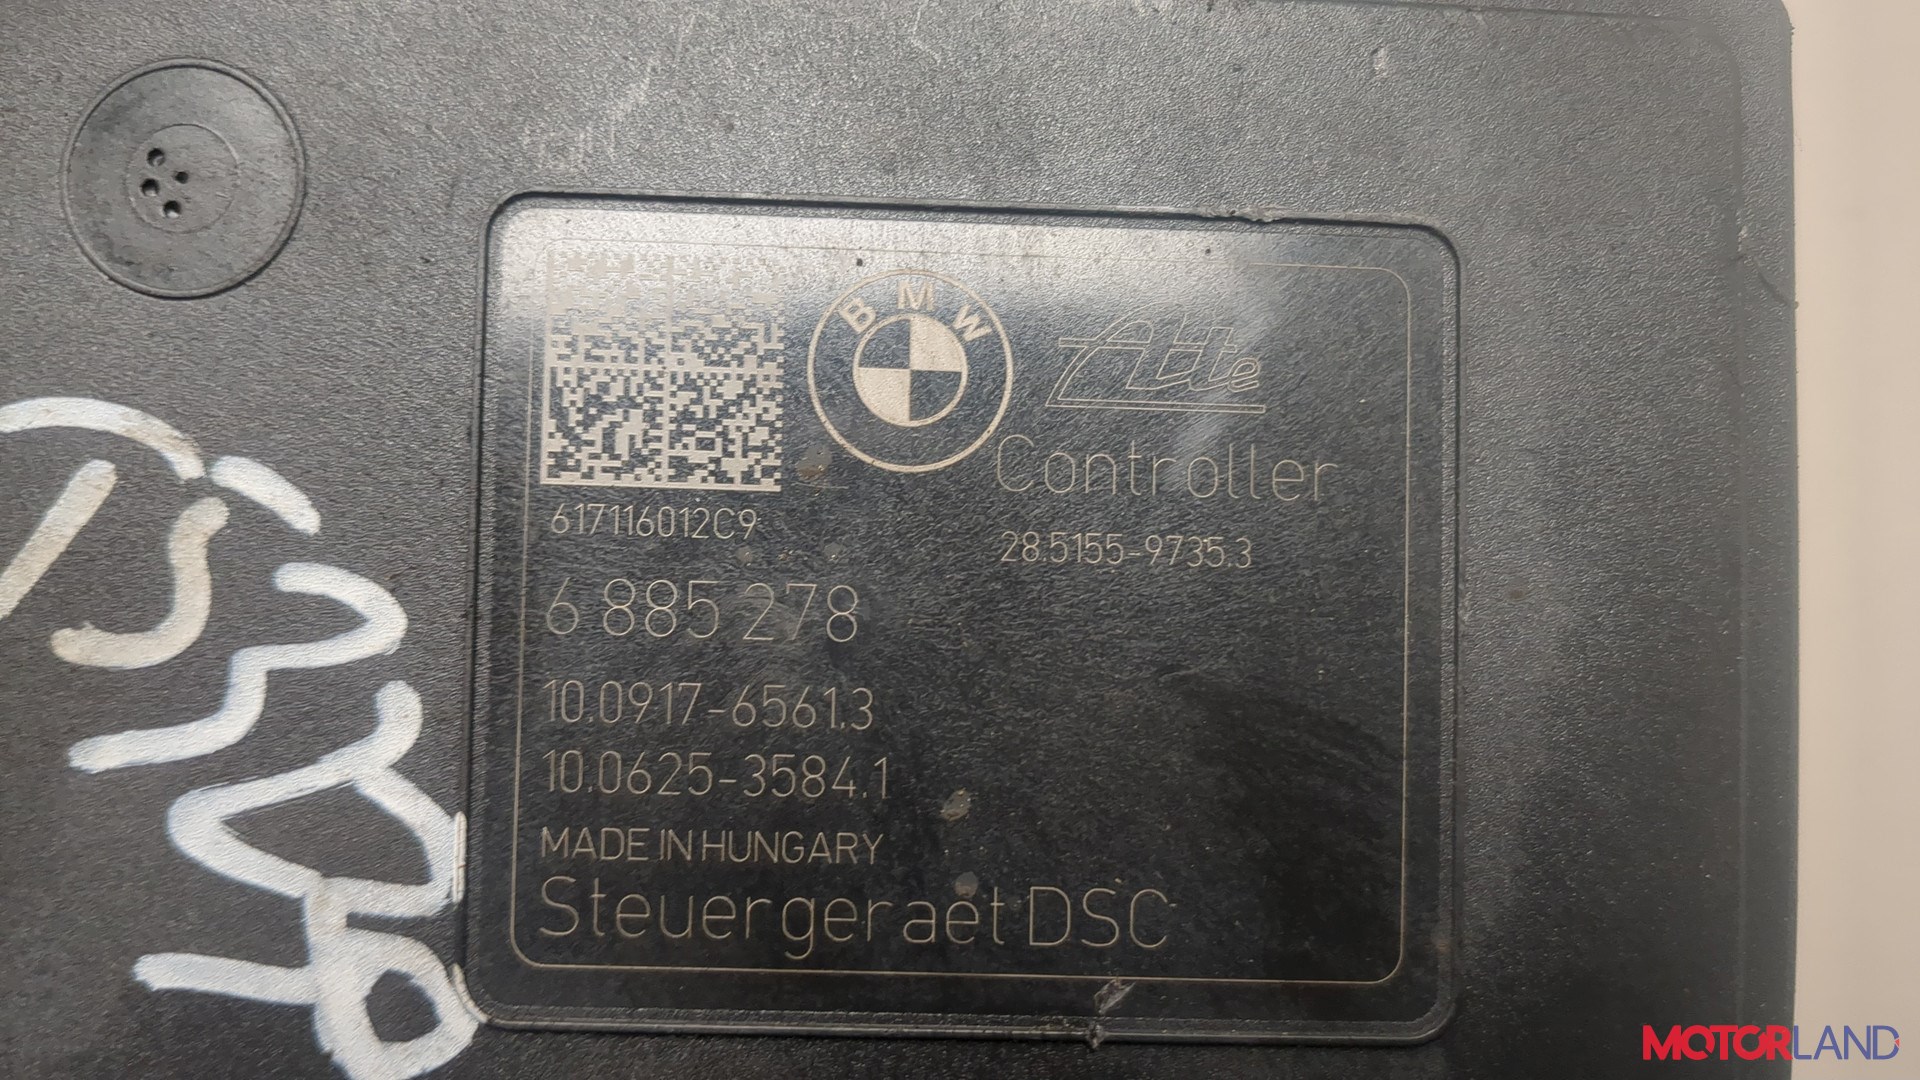 BMW
Ate
Controller
617116012C9
28.5155-9735.3
6 885 278
10.0917-6561.3
10.0625-3584.1
MADE IN HUNGARY
Steuergeraet DSC
MOTORLAND